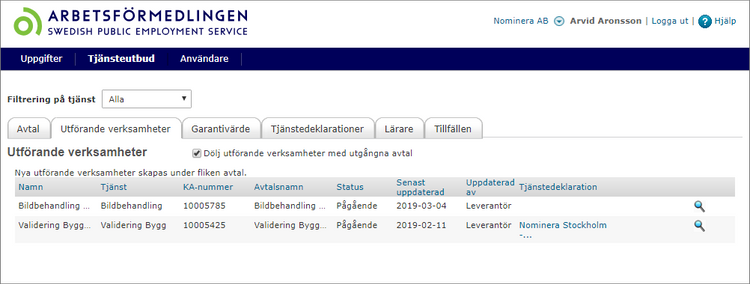 ARBETSFÖRMEDLINGEN
SWEDISH PUBLIC EMPLOYMENT SERVICE
Nominera AB | Arvid Aronsson | Logga ut | ? Hjälp
Uppgifter Tjänsteutbud Användare
Filtrering på tjänst Alla
Avtal Utförande verksamheter Garantivärde Tjänstedeklarationer Lärare Tillfällen
Utförande verksamheter Dölj utförande verksamheter med utgångna avtal
Nya utförande verksamheter skapas under fliken avtal.
Namn Tjänst KA-nummer Avtalsnamn Status Senast uppdaterad Uppdaterad av Tjänstedeklaration
Bildbehandling ... Bildbehandling 10005785 Bildbehandling ... Pågående 2019-03-04 Leverantör
Validering Bygg... Validering Bygg 10005425 Validering Bygg... Pågående 2019-02-11 Leverantör Nominera Stockholm
-...